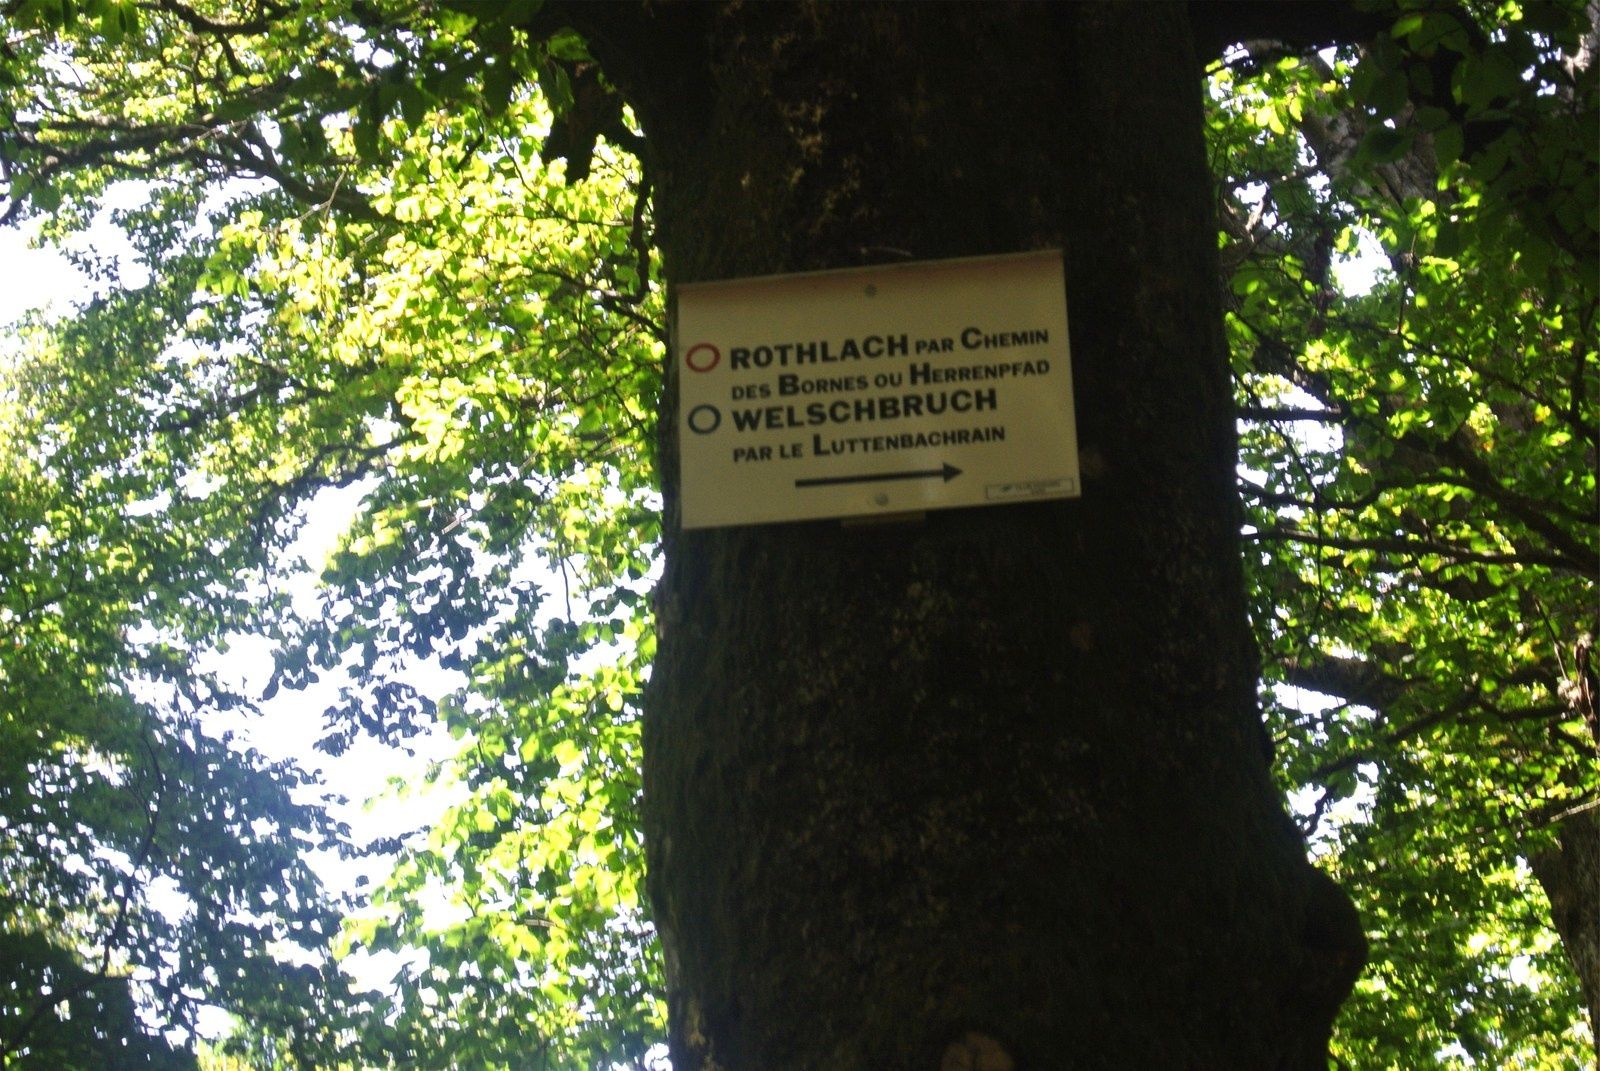 ROTHLACH PAR CHEMIN
DES BORNES OU HERRENPFAD
WELSCHBRUCH
PAR LE LUTTENBACHRAIN